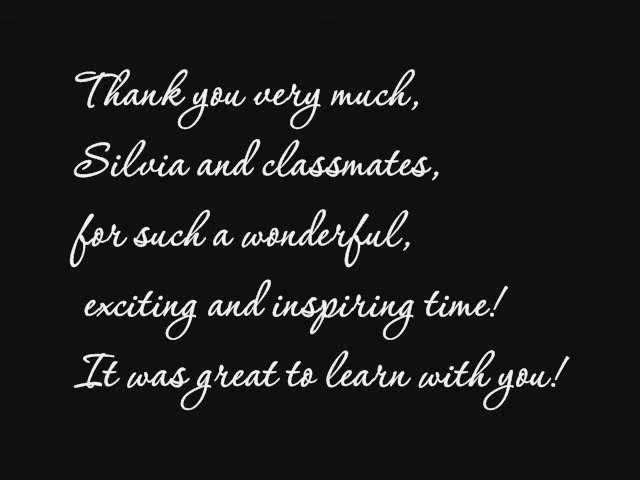 Thank you very much,
Silvia and classmates,
for such a wonderful,
exciting and inspiring time!
It was great to learn with you!